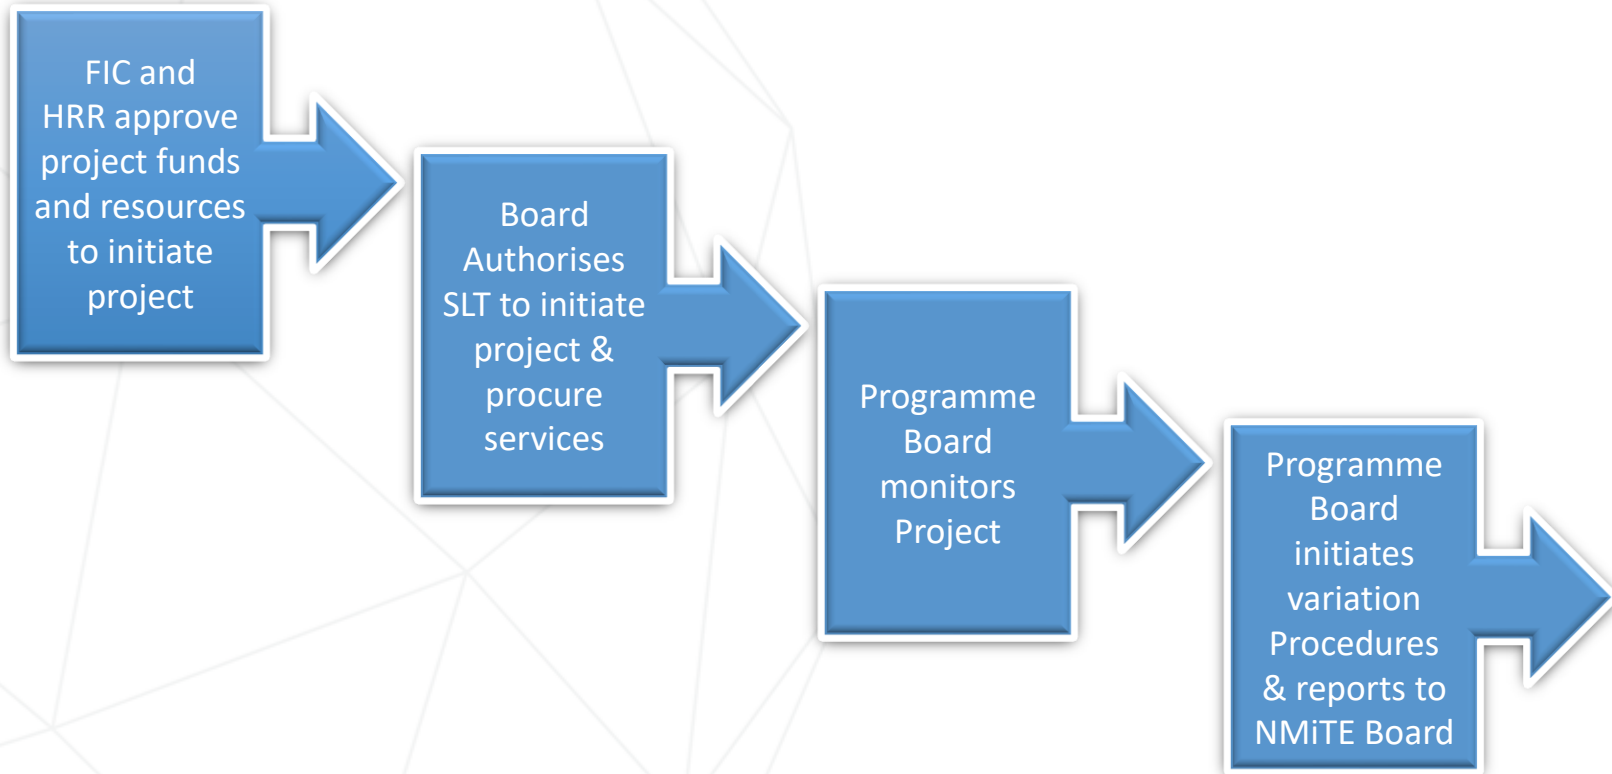 FIC and
HRR approve
project funds
and resources
to initiate
project
Board
Authorises
SLT to initiate
project &
procure
services
Programme
Board
monitors
Project
Programme
Board
initiates
variation
Procedures
& reports to
NMiTE Board